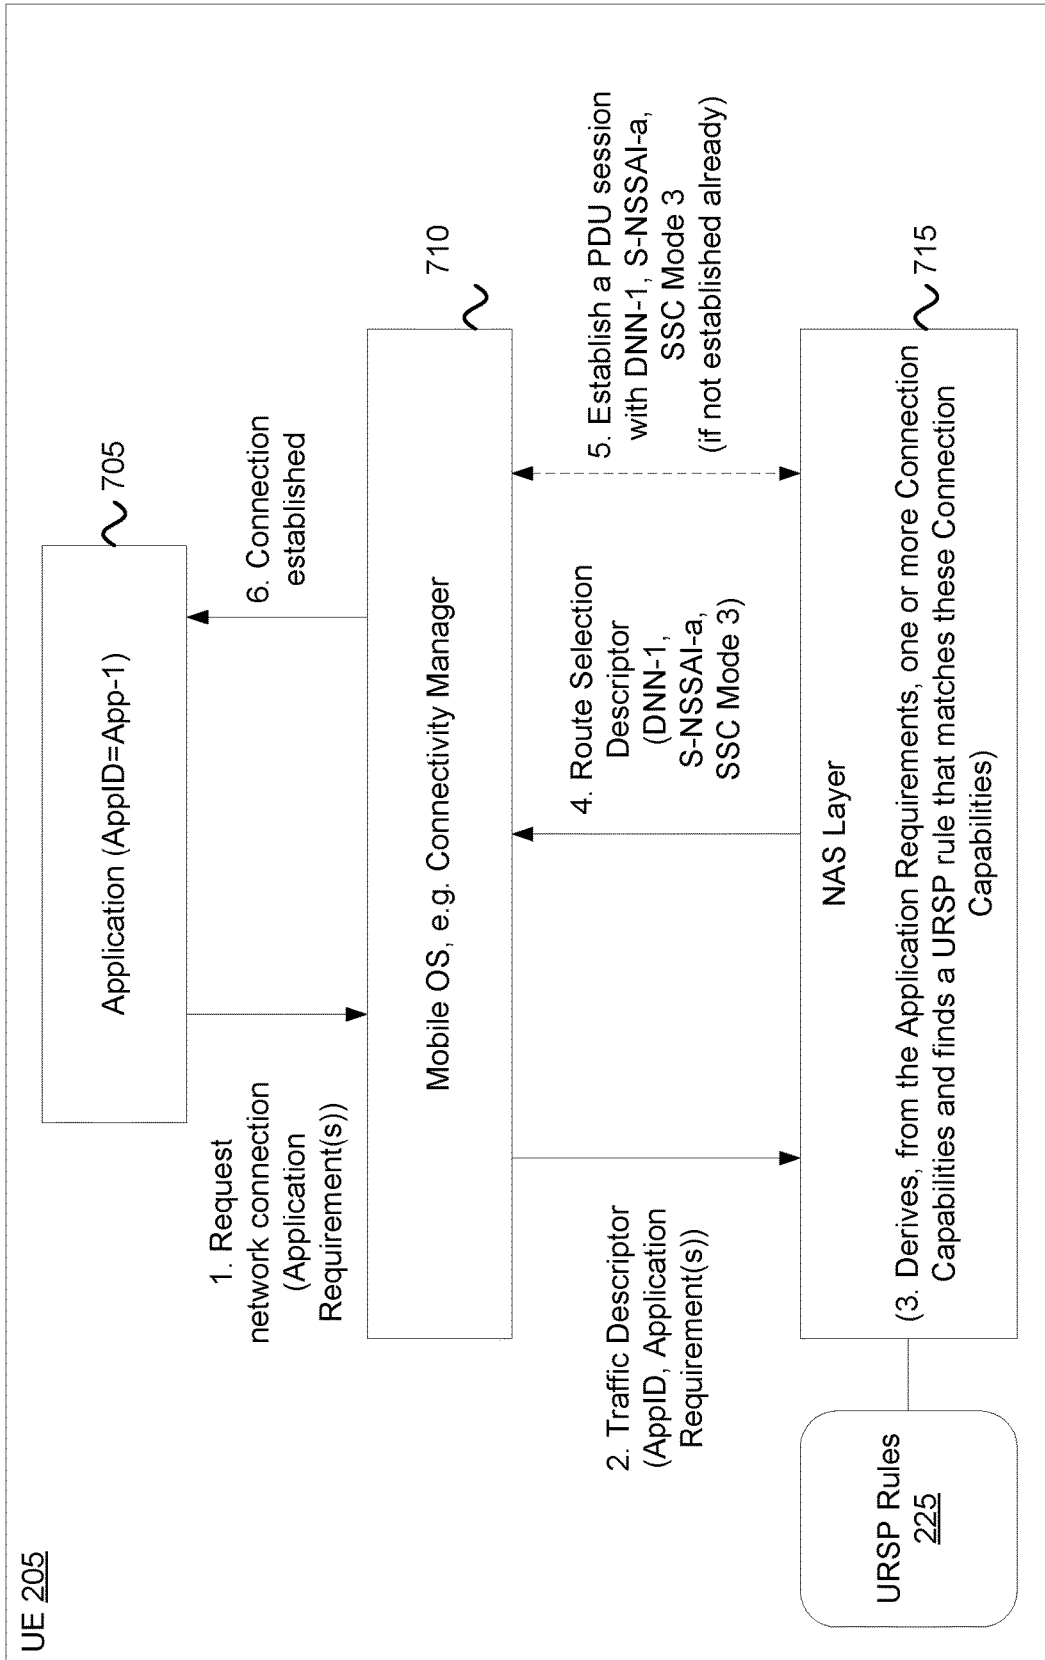 UE 205
Application (AppID=App-1)
705
1. Request
network connection
(Application
Requirement(s))
6. Connection
established
Mobile OS, e.g. Connectivity Manager
710
2. Traffic Descriptor
(AppID, Application
Requirement(s))
4. Route Selection
Descriptor
(DNN-1,
S-NSSAI-a,
SSC Mode 3)
5. Establish a PDU session
with DNN-1, S-NSSAI-a,
SSC Mode 3
(if not established already)
NAS Layer
(3. Derives, from the Application Requirements, one or more Connection
Capabilities and finds a URSP rule that matches these Connection
Capabilities)
715
URSP Rules
225